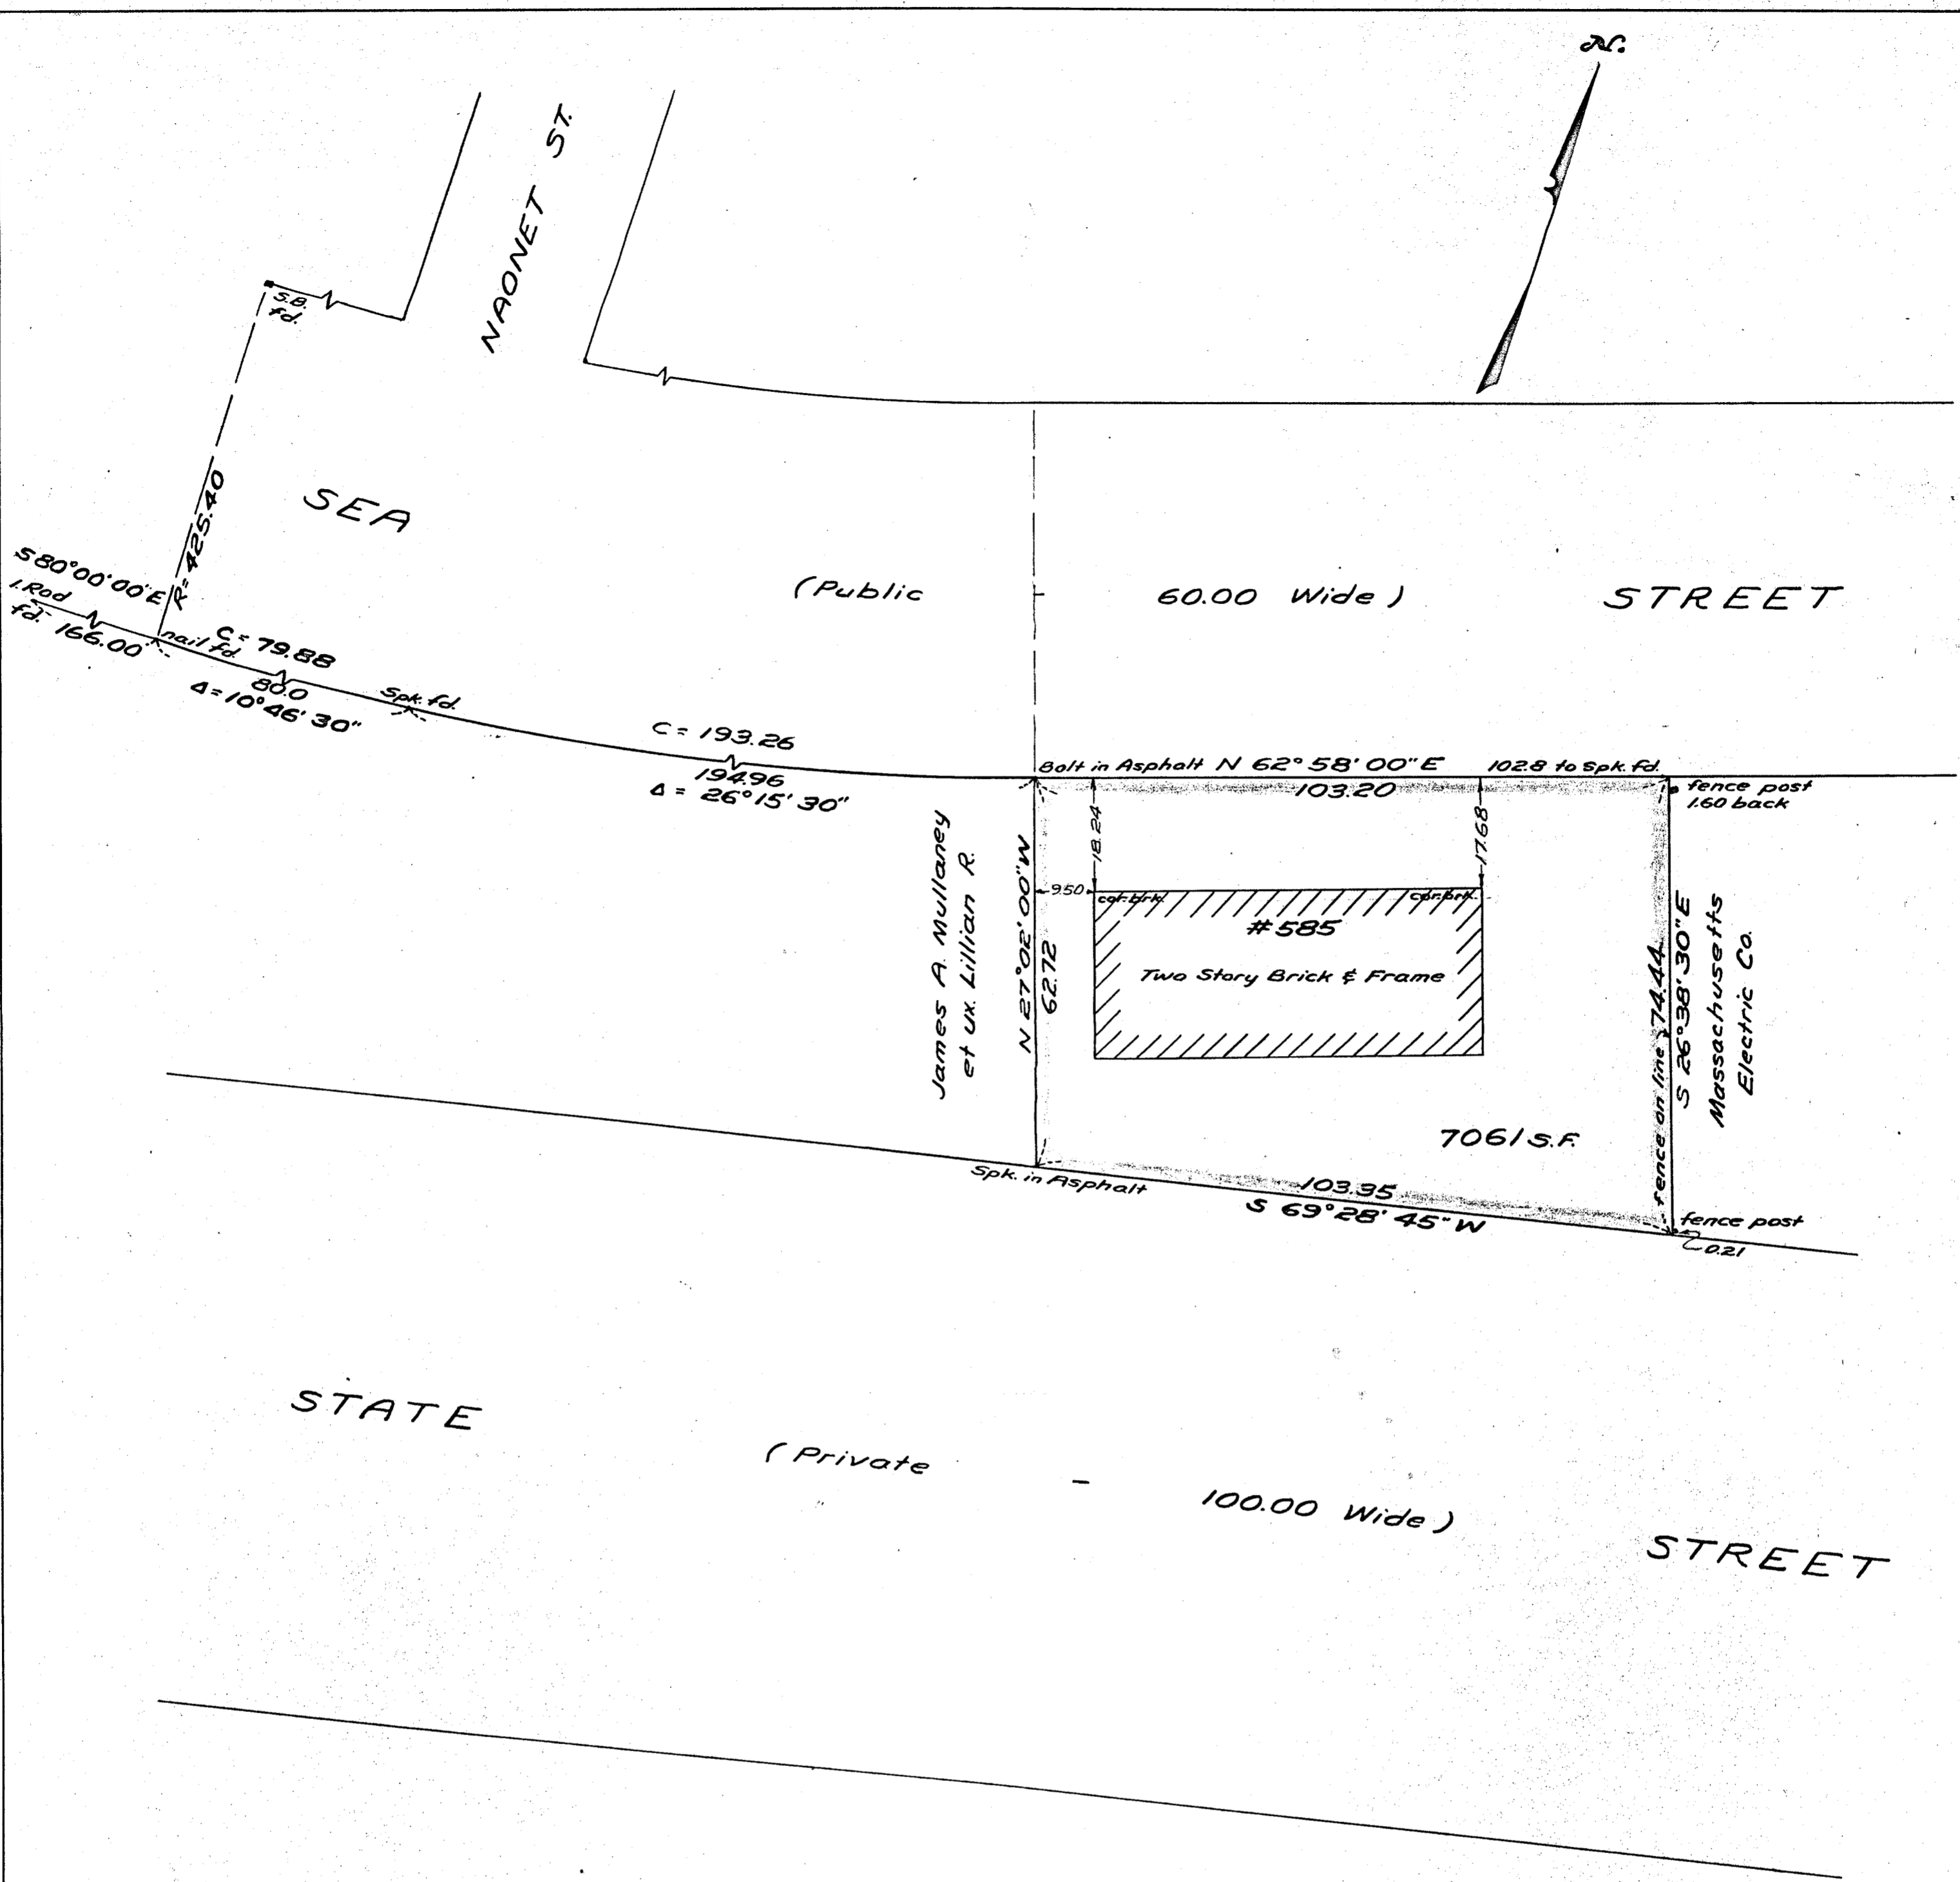 N.
NAONET ST.
S.B.
fd.
R=425.40
SEA
(Public - 60.00 Wide)
STREET
S80°00'00"E
I.Rod
fd. 166.00
nail fd.
C= 79.88
80.0
Δ=10°46'30"
Spk. fd.
C= 193.26
194.96
Δ= 26°15'30"
Bolt in Asphalt N 62°58'00"E 102.8 to Spk. fd.
103.20
fence post
1.60 back
18.24
17.68
9.50
cor. brk.
cor. brk.
#585
Two Story Brick & Frame
James A. Mullaney
et ux. Lillian R.
N 27°02'00"W
62.72
fence on line 74.44
S 26°38'30"E
Massachusetts
Electric Co.
7061 S.F.
Spk. in Asphalt
103.35
S 69°28'45"W
fence post
0.21
STATE
(Private - 100.00 Wide)
STREET